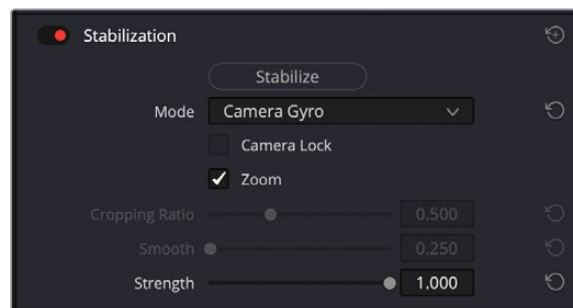 Stabilization
Stabilize
Mode Camera Gyro
Camera Lock
Zoom
Cropping Ratio 0.500
Smooth 0.250
Strength 1.000